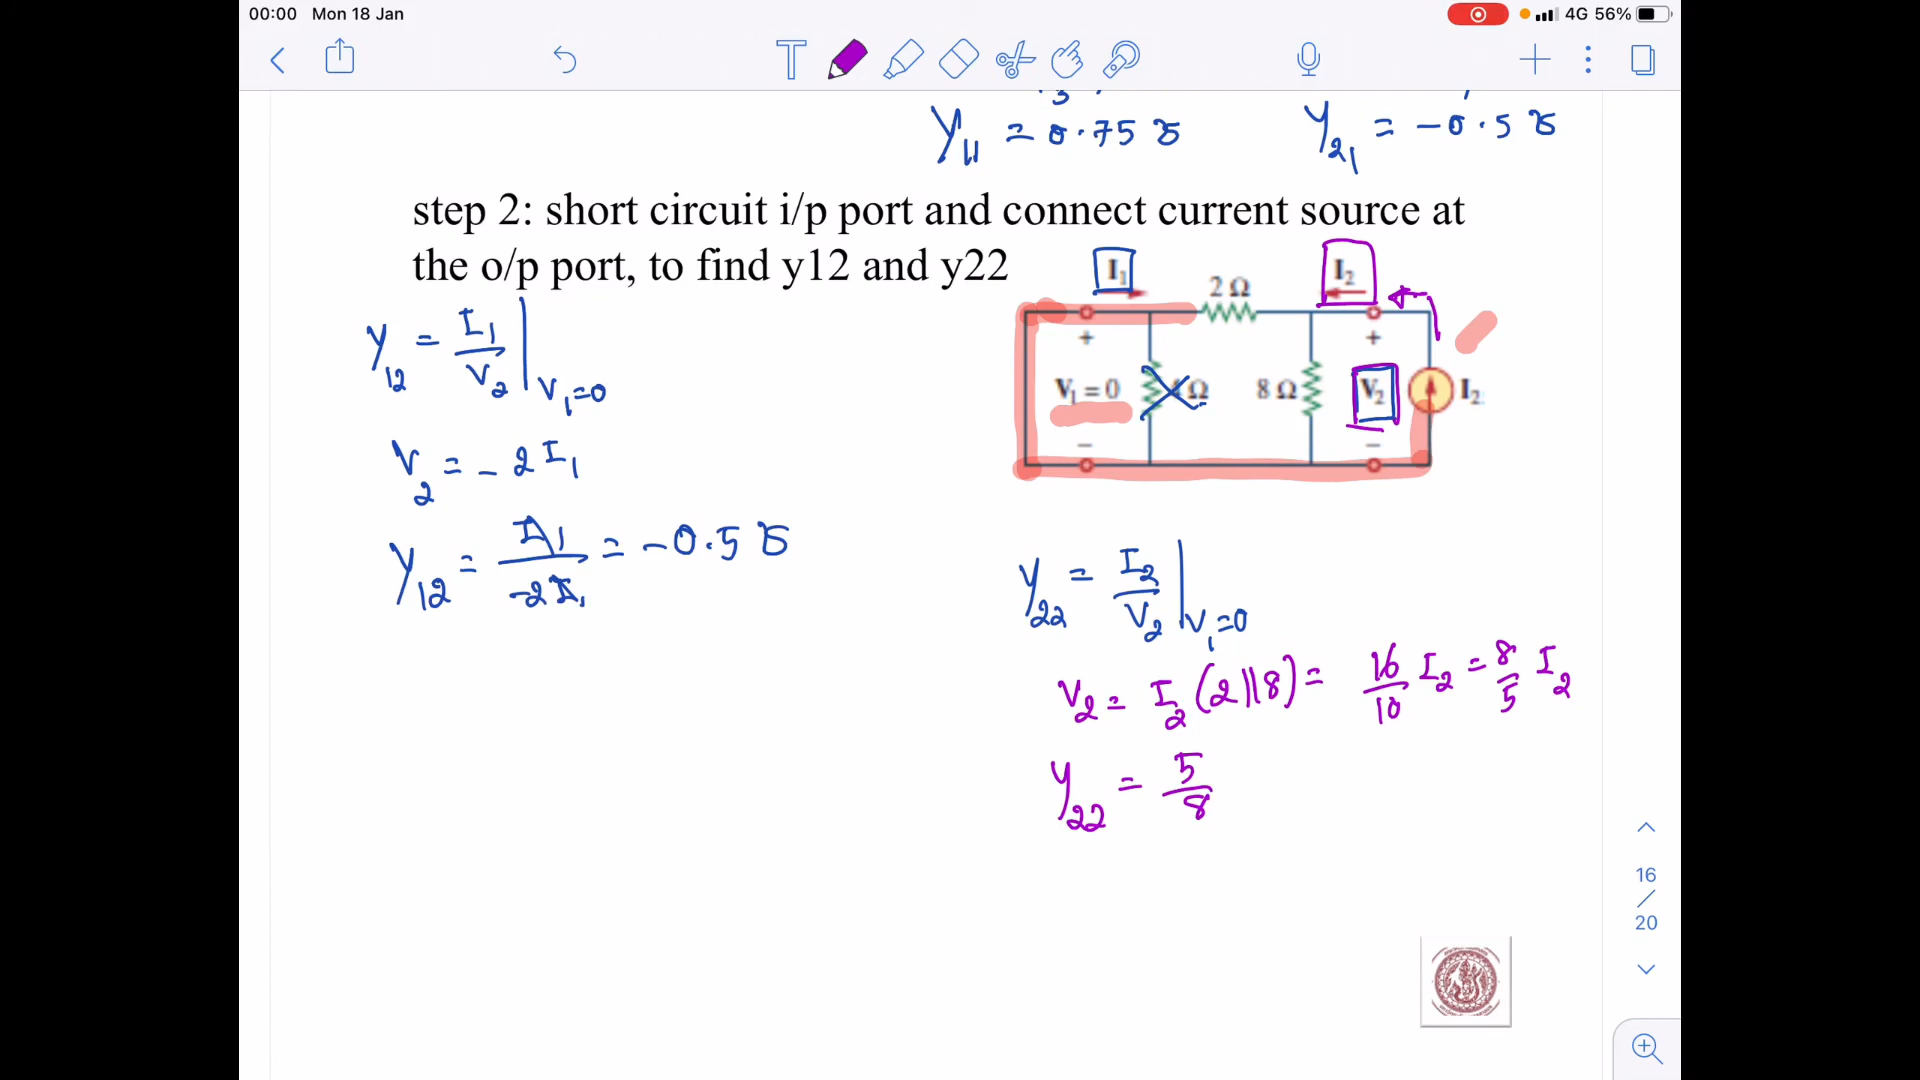 00:00 Mon 18 Jan 4G 56%
y11 = 0.75 ℧ y21 = -0.5 ℧
step 2: short circuit i/p port and connect current source at
the o/p port, to find y12 and y22
I1 2 Ω I2
+ +
V1 = 0 Ω 8 Ω V2 I2
− −
y12 = I1/V2 | V1=0
V2 = -2 I1
y12 = I1/-2I1 = -0.5 ℧
y22 = I2/V2 | V1=0
V2 = I2 (2||8) = 16/10 I2 = 8/5 I2
y22 = 5/8
16
/
20